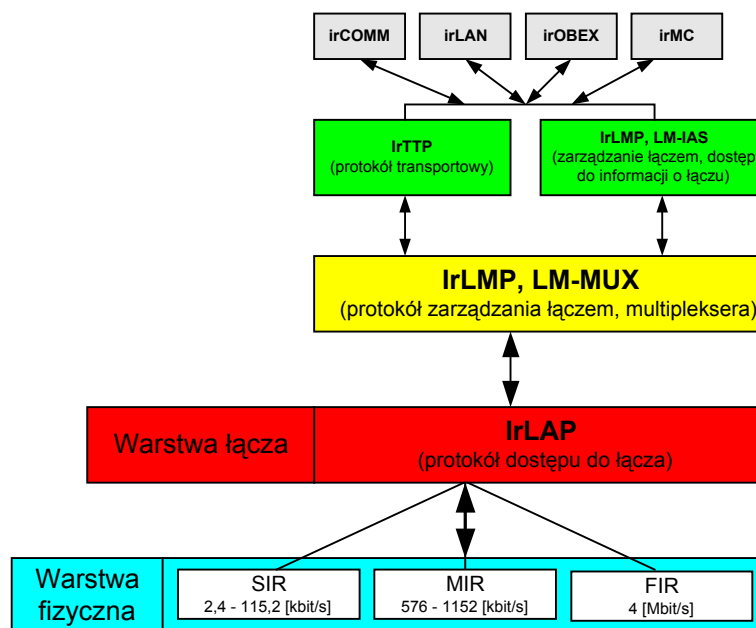 irCOMM
irLAN
irOBEX
irMC
IrTTP
(protokół transportowy)
IrLMP, LM-IAS
(zarządzanie łączem, dostęp
do informacji o łączu)
IrLMP, LM-MUX
(protokół zarządzania łączem, multipleksera)
Warstwa łącza
IrLAP
(protokół dostępu do łącza)
Warstwa
fizyczna
SIR
2,4 - 115,2 [kbit/s]
MIR
576 - 1152 [kbit/s]
FIR
4 [Mbit/s]